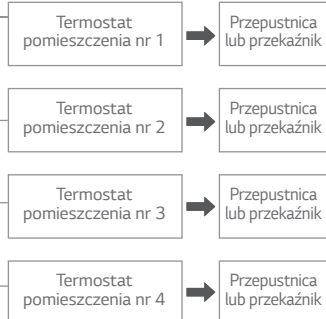 Termostat
pomieszczenia nr 1
Przepustnica
lub przekaźnik
Termostat
pomieszczenia nr 2
Przepustnica
lub przekaźnik
Termostat
pomieszczenia nr 3
Przepustnica
lub przekaźnik
Termostat
pomieszczenia nr 4
Przepustnica
lub przekaźnik